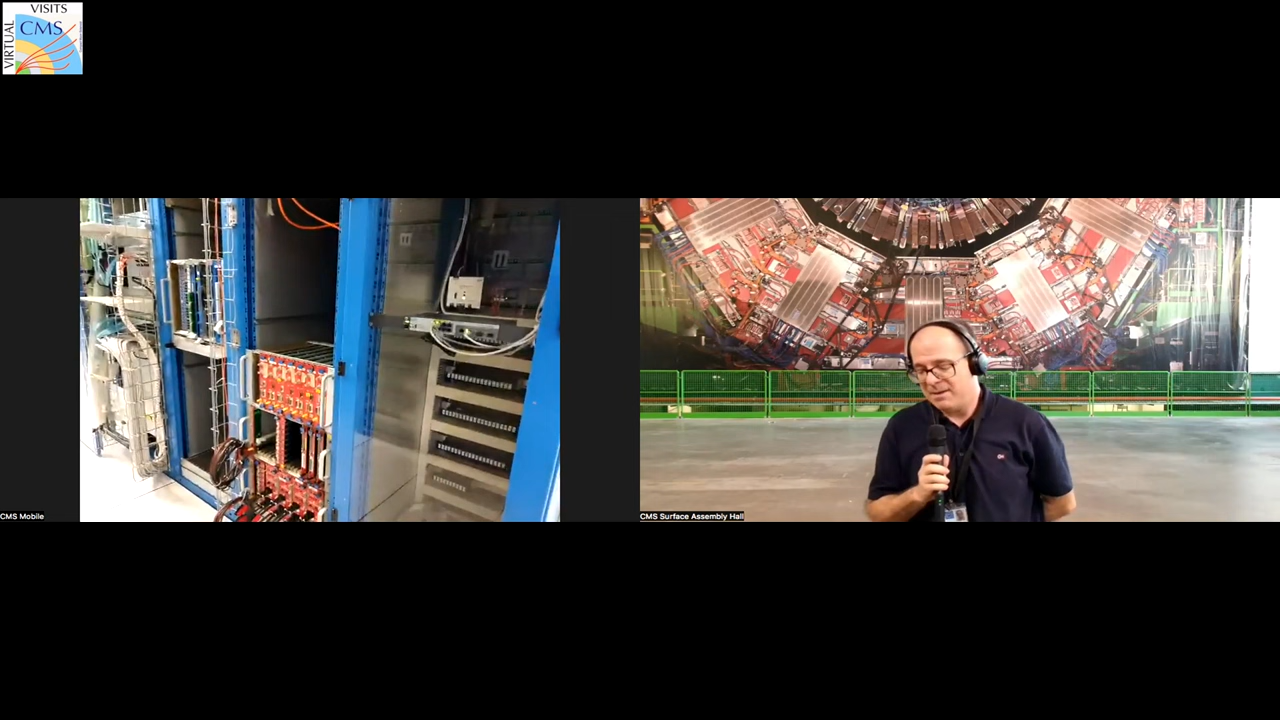 VISITS
CMS
VIRTUAL
CMS Mobile
CMS Surface Assembly Hall